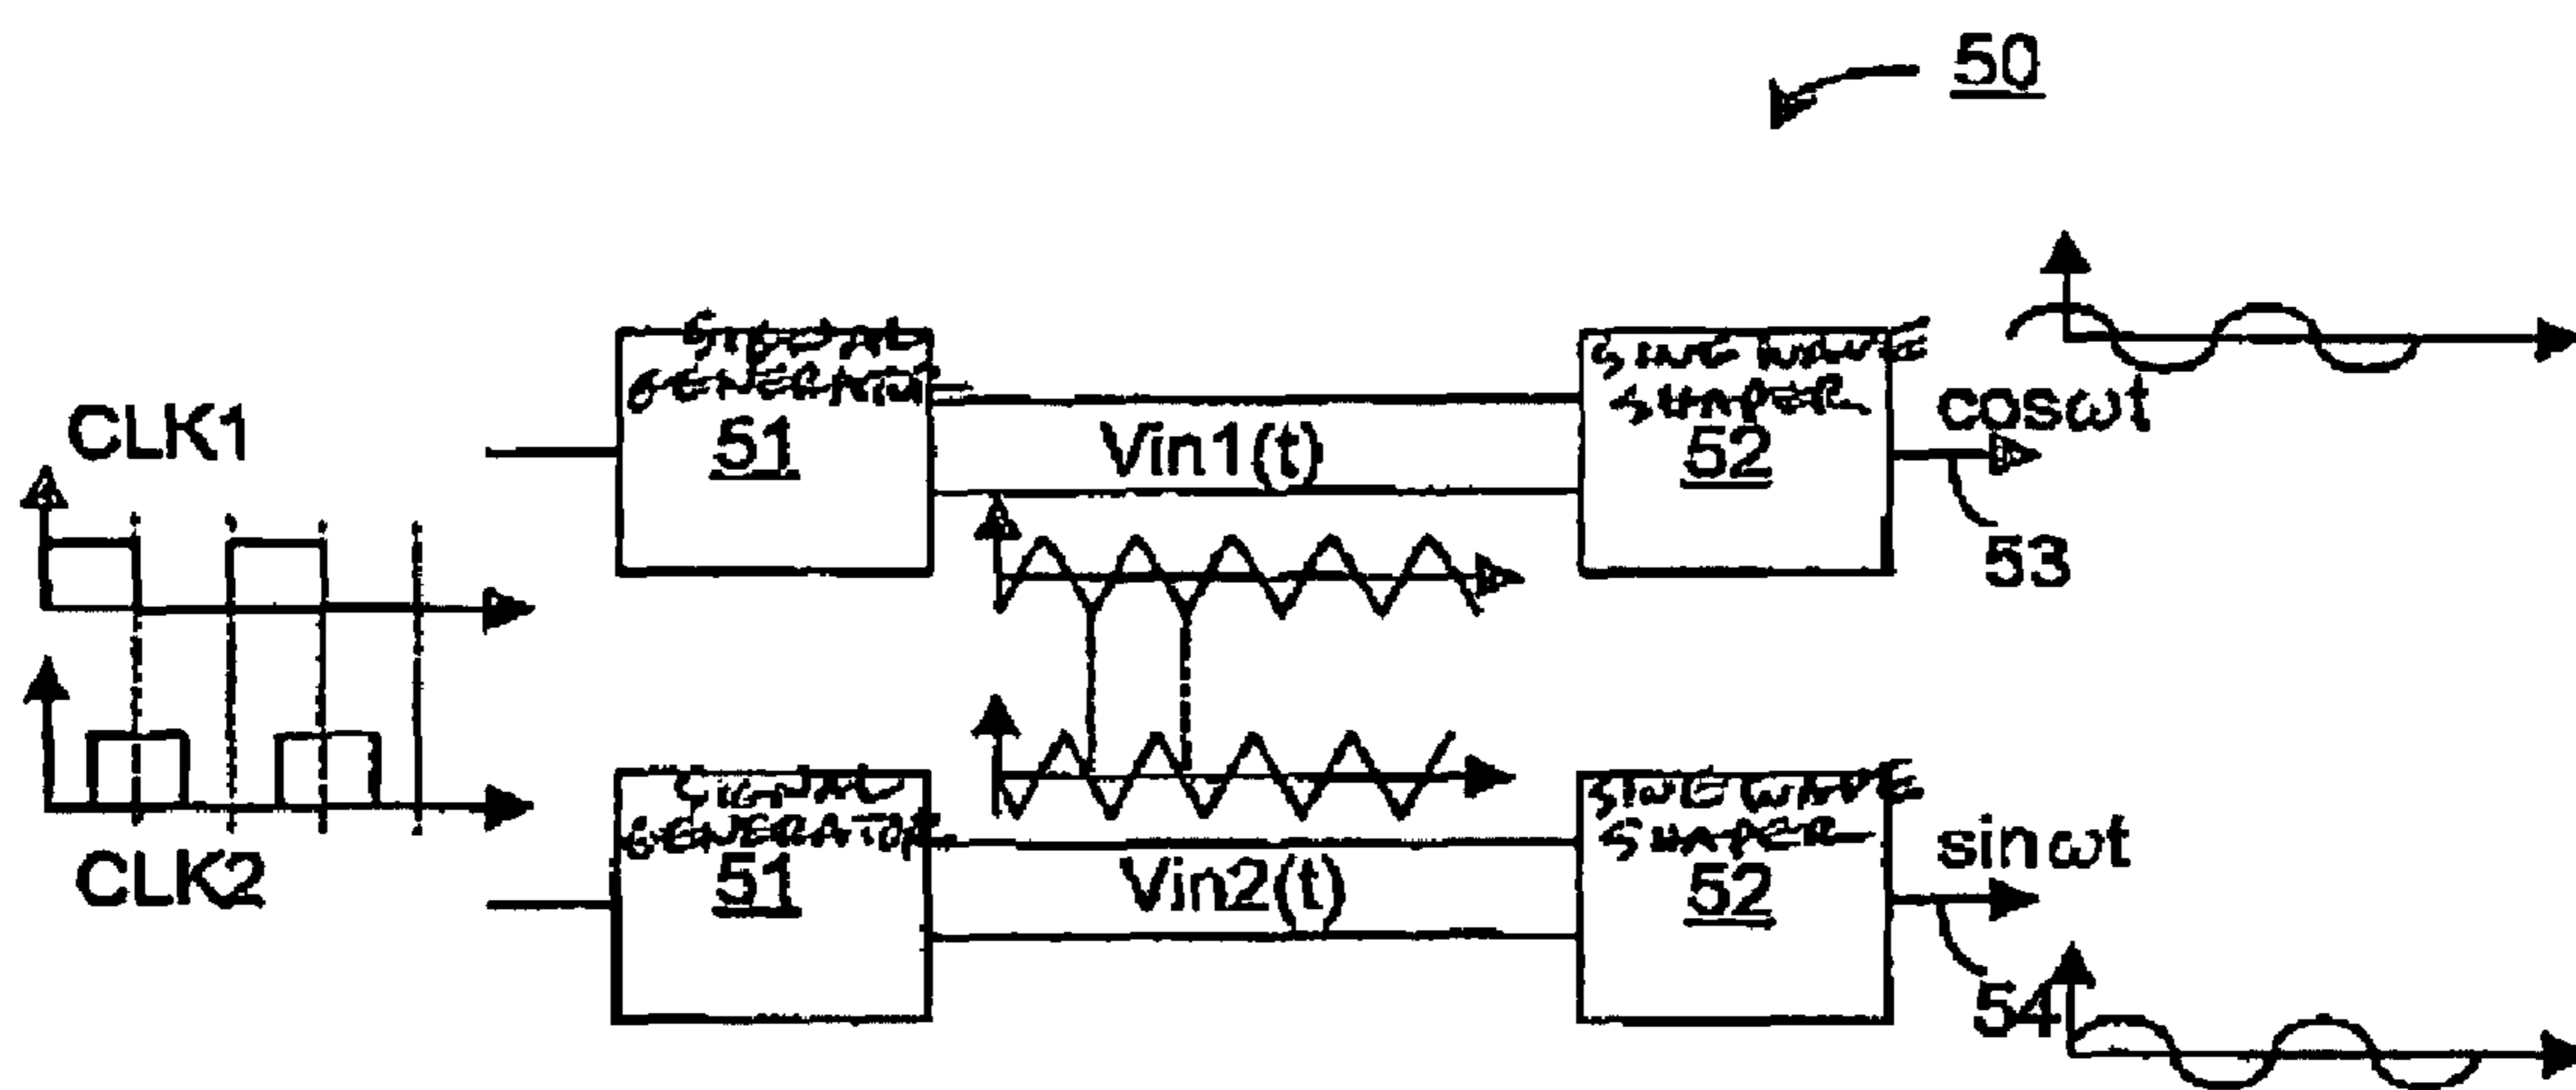 50
SIGNAL
GENERATOR
51
SINE WAVE
SHAPER
52
CLK1
Vin1(t)
cosωt
53
SIGNAL
GENERATOR
51
SINE WAVE
SHAPER
52
CLK2
Vin2(t)
sinωt
54